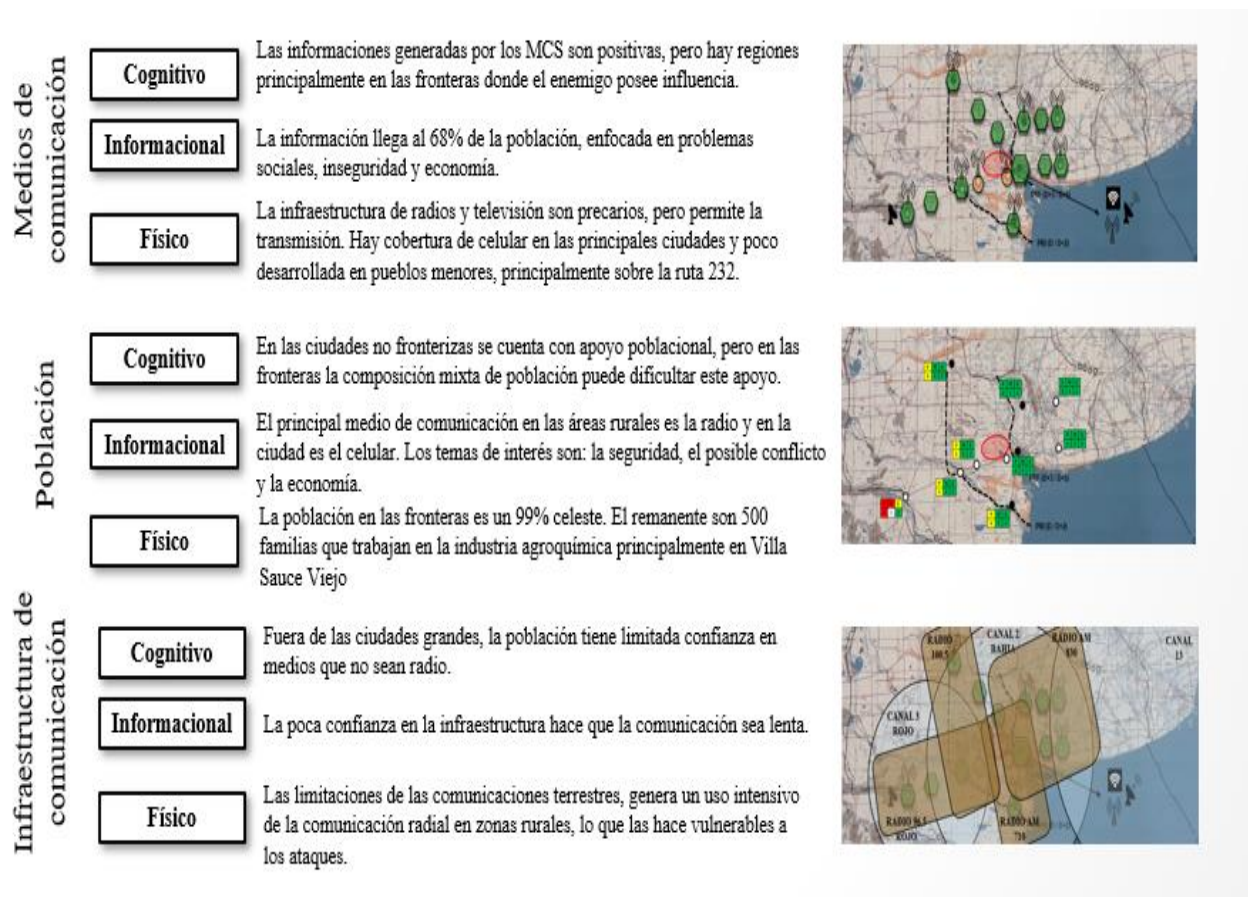 Medios de
comunicación
Cognitivo
Las informaciones generadas por los MCS son positivas, pero hay regiones
principalmente en las fronteras donde el enemigo posee influencia.
Informacional
La información llega al 68% de la población, enfocada en problemas
sociales, inseguridad y economía.
Físico
La infraestructura de radios y televisión son precarios, pero permite la
transmisión. Hay cobertura de celular en las principales ciudades y poco
desarrollada en pueblos menores, principalmente sobre la ruta 232.
Población
Cognitivo
En las ciudades no fronterizas se cuenta con apoyo poblacional, pero en las
fronteras la composición mixta de población puede dificultar este apoyo.
Informacional
El principal medio de comunicación en las áreas rurales es la radio y en la
ciudad es el celular. Los temas de interés son: la seguridad, el posible conflicto
y la economía.
Físico
La población en las fronteras es un 99% celeste. El remanente son 500
familias que trabajan en la industria agroquímica principalmente en Villa
Sauce Viejo
Infraestructura de
comunicación
Cognitivo
Fuera de las ciudades grandes, la población tiene limitada confianza en
medios que no sean radio.
Informacional
La poca confianza en la infraestructura hace que la comunicación sea lenta.
Físico
Las limitaciones de las comunicaciones terrestres, genera un uso intensivo
de la comunicación radial en zonas rurales, lo que las hace vulnerables a
los ataques.
RADIO
100.5
CANAL 2
BAHIA
RADIO AM
CANAL
13
CANAL 3
ROJO
RADIO 96.5
ROJO
RADIO AM
710